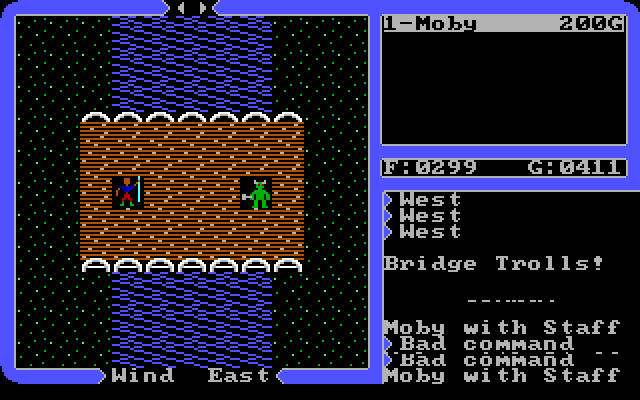 1-Moby 200G
F:0299 G:0411
West
West
West
Bridge Trolls!
Moby with Staff
Bad command
Bad command
Moby with Staff
Wind East